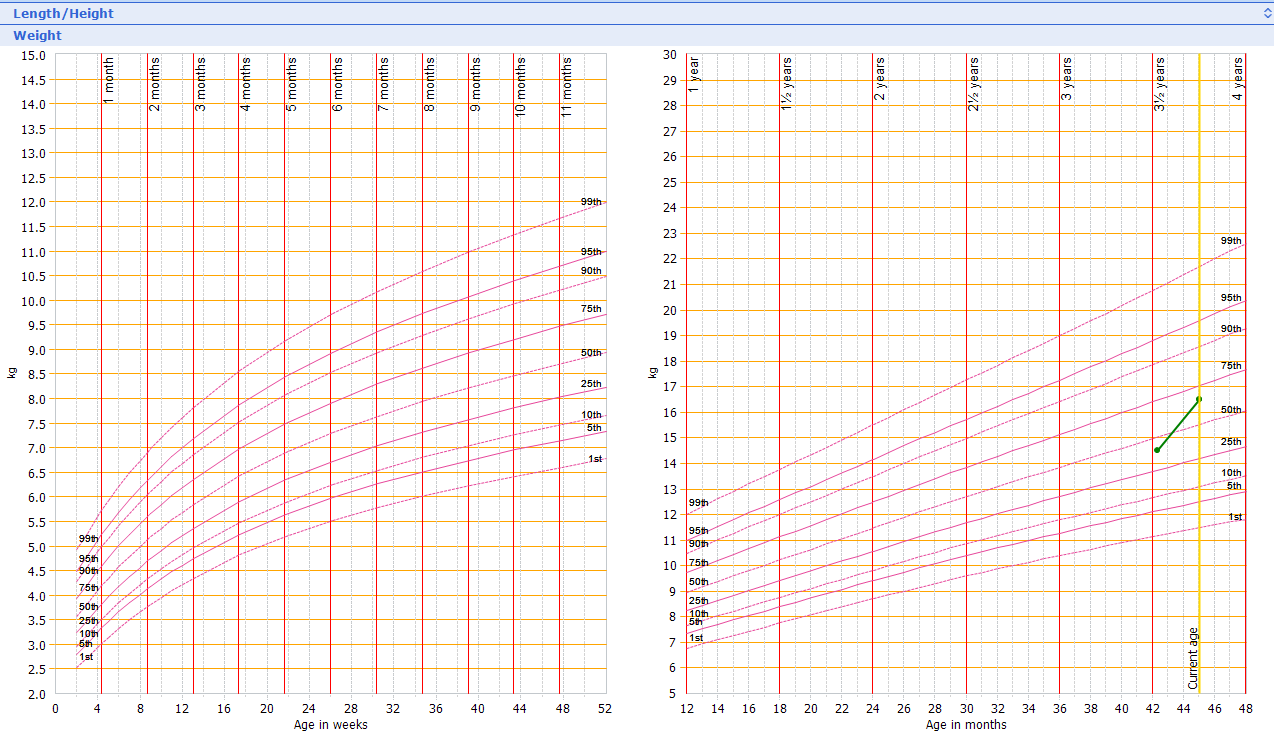 Length/Height
Weight
15.0
14.5
14.0
13.5
13.0
12.5
12.0
11.5
11.0
10.5
10.0
9.5
9.0
8.5
8.0
7.5
7.0
6.5
6.0
5.5
5.0
4.5
4.0
3.5
3.0
2.5
2.0
kg
1 month
2 months
3 months
4 months
5 months
6 months
7 months
8 months
9 months
10 months
11 months
99th
95th
90th
75th
50th
25th
10th
5th
1st
99th
95th
90th
75th
50th
25th
10th
5th
1st
0 4 8 12 16 20 24 28 32 36 40 44 48 52
Age in weeks
30
29
28
27
26
25
24
23
22
21
20
19
18
17
16
15
14
13
12
11
10
9
8
7
6
5
kg
1 year
1½ years
2 years
2½ years
3 years
3½ years
4 years
99th
95th
90th
75th
50th
25th
10th
5th
1st
99th
95th
90th
75th
50th
25th
10th
5th
1st
Current age
12 14 16 18 20 22 24 26 28 30 32 34 36 38 40 42 44 46 48
Age in months